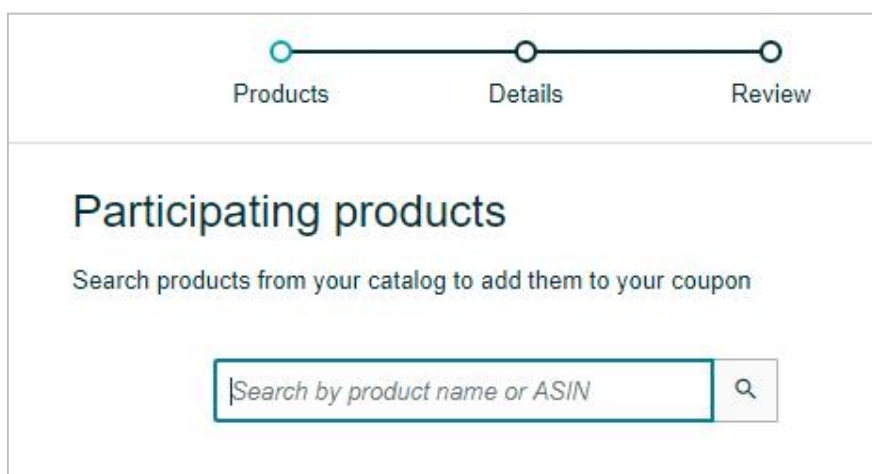 Products Details Review
Participating products
Search products from your catalog to add them to your coupon
Search by product name or ASIN